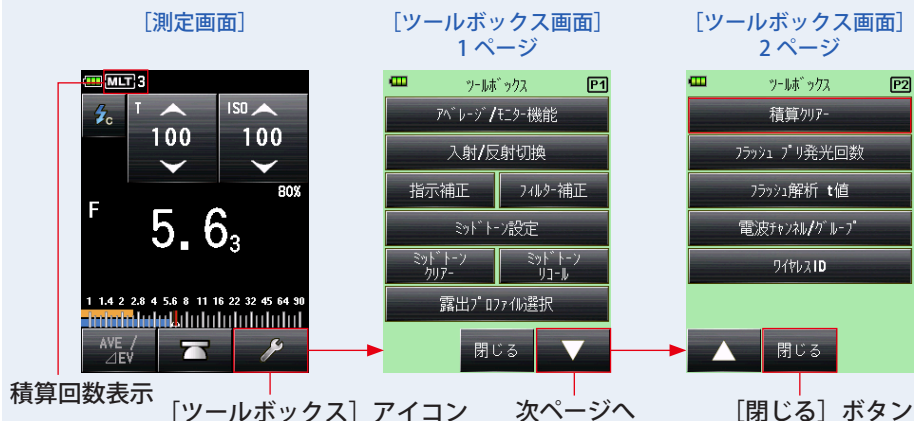 ［測定画面］
MLT 3
C
T
100
ISO
100
80%
F
5.6₃
1 1.4 2 2.8 4 5.6 8 11 16 22 32 45 64 90
AVE /
⊿EV
積算回数表示
［ツールボックス］アイコン
［ツールボックス画面］
1 ページ
ﾂｰﾙﾎﾞｯｸｽ
P1
ｱﾍﾞﾚｰｼﾞ/ﾓﾆﾀｰ機能
入射/反射切換
指示補正
ﾌｨﾙﾀｰ補正
ﾐｯﾄﾞﾄｰﾝ設定
ﾐｯﾄﾞﾄｰﾝ
ｸﾘｱｰ
ﾐｯﾄﾞﾄｰﾝ
ﾘｺｰﾙ
露出ﾌﾟﾛﾌｧｲﾙ選択
閉じる
次ページへ
［ツールボックス画面］
2 ページ
ﾂｰﾙﾎﾞｯｸｽ
P2
積算ｸﾘｱｰ
ﾌﾗｯｼｭ ﾌﾟﾘ発光回数
ﾌﾗｯｼｭ解析 t値
電波ﾁｬﾝﾈﾙ/ｸﾞﾙｰﾌﾟ
ﾜｲﾔﾚｽID
閉じる
［閉じる］ボタン